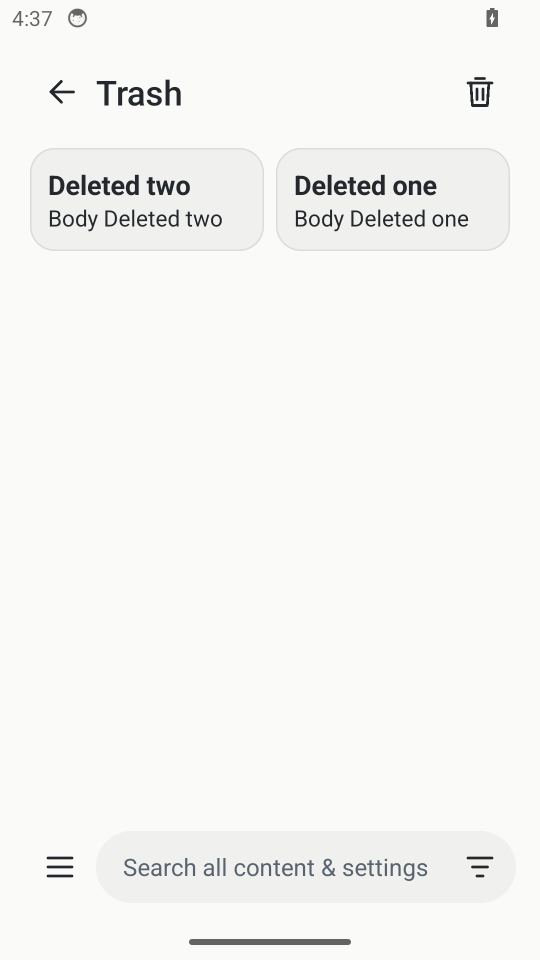 4:37
Trash
Deleted two
Body Deleted two
Deleted one
Body Deleted one
Search all content & settings